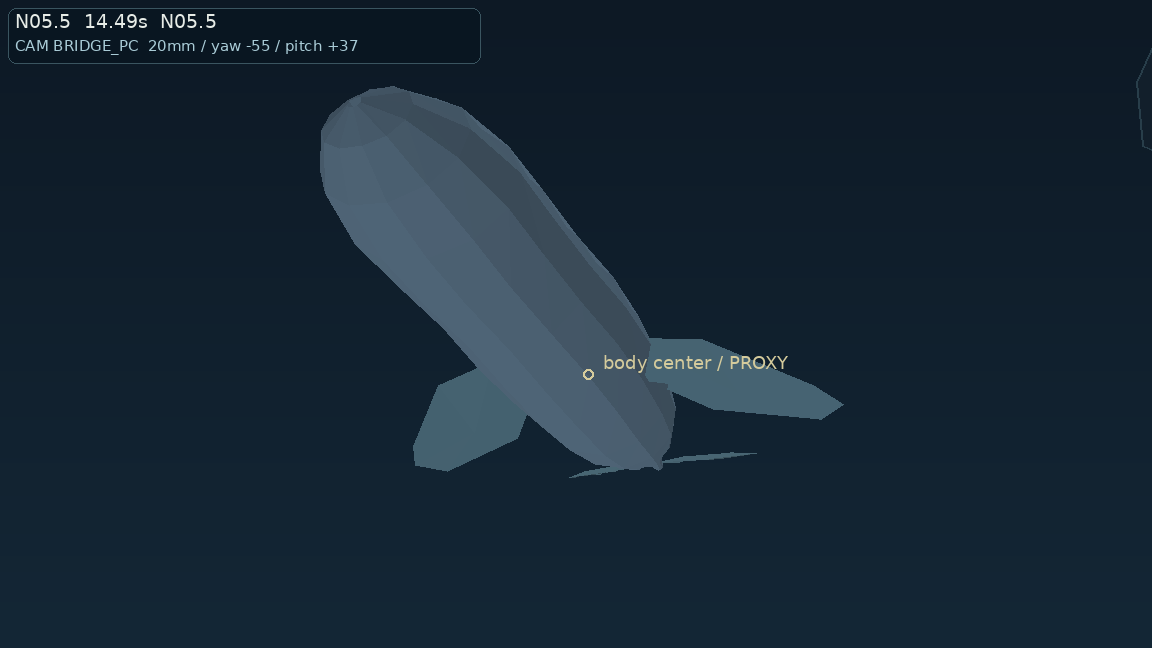 N05.5 14.49s N05.5
CAM BRIDGE_PC 20mm / yaw -55 / pitch +37
body center / PROXY